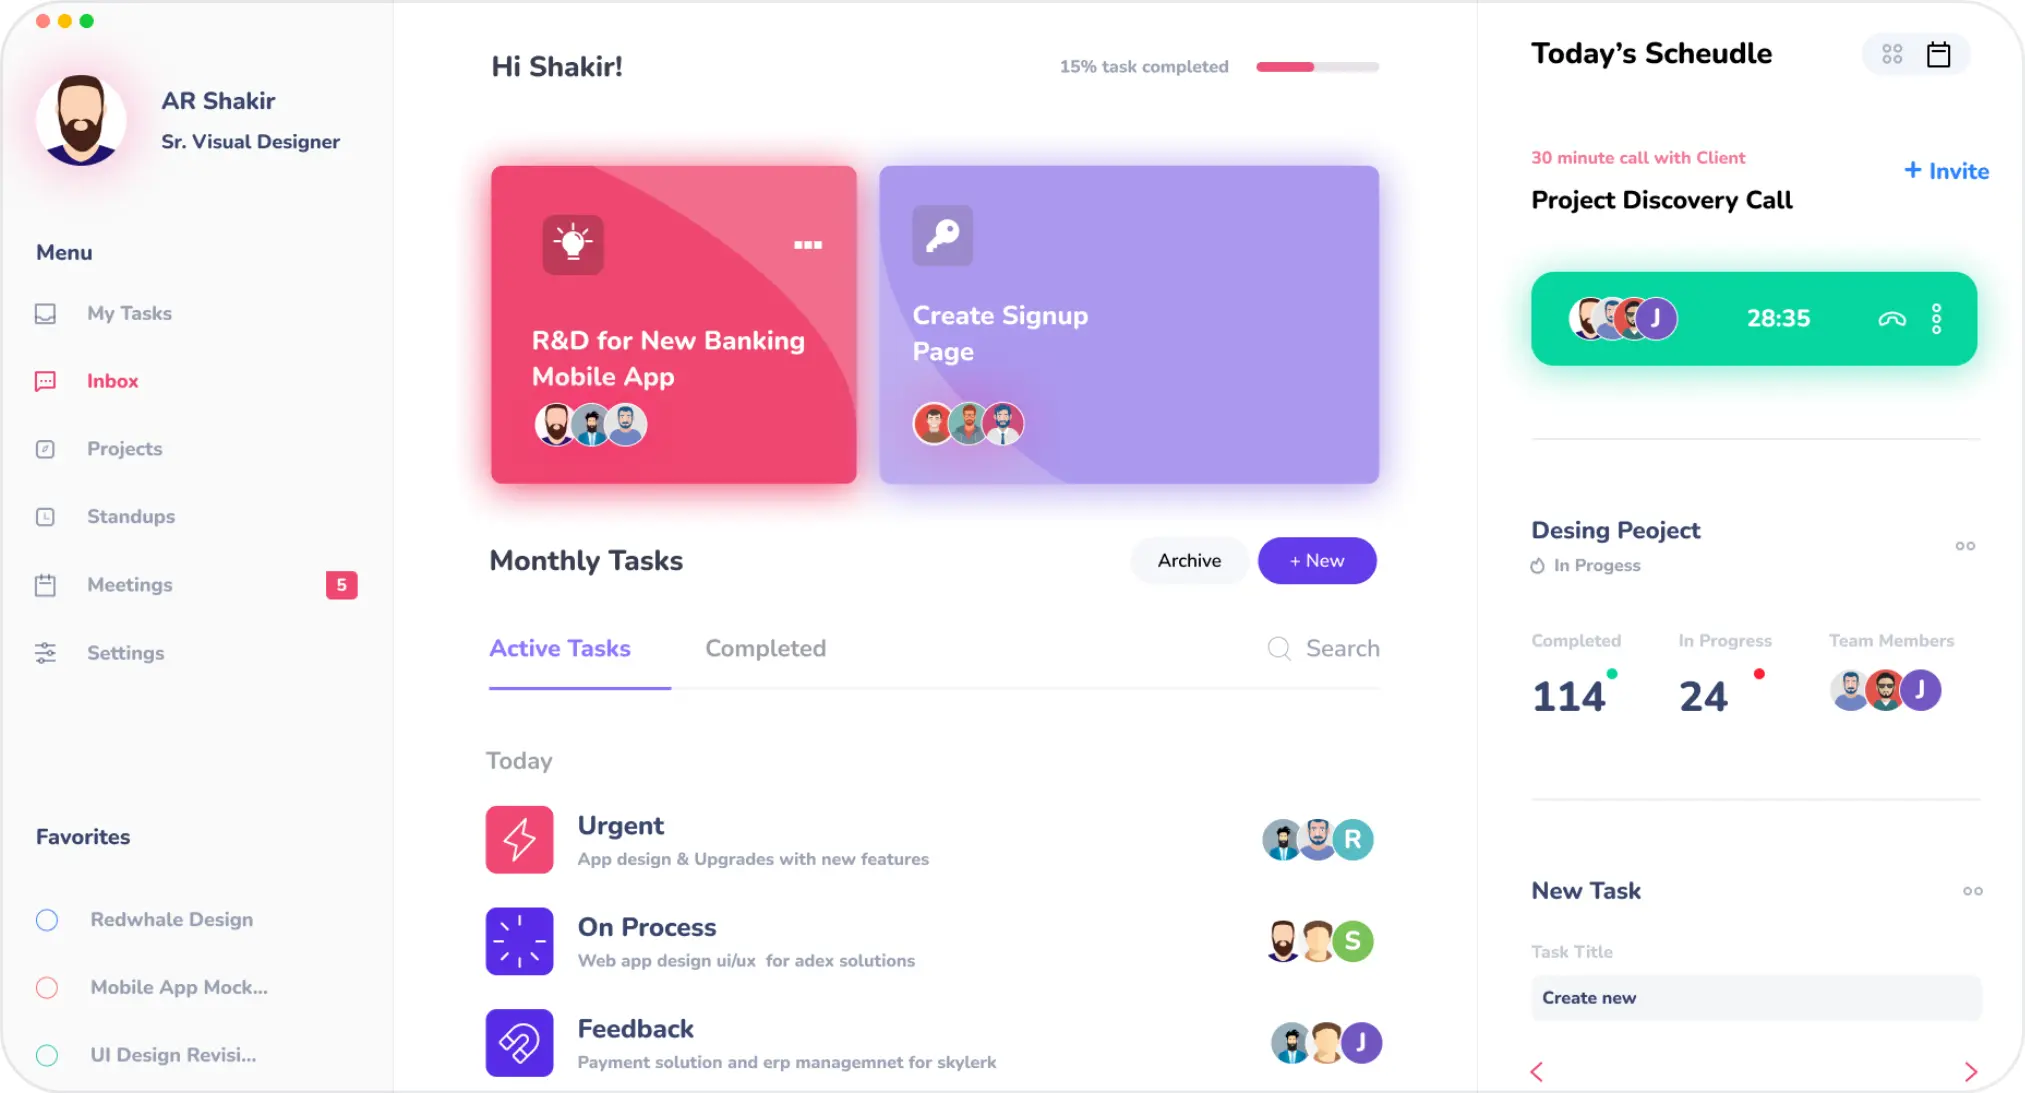 AR Shakir
Sr. Visual Designer
Menu
My Tasks
Inbox
Projects
Standups
Meetings
5
Settings
Favorites
Redwhale Design
Mobile App Mock...
UI Design Revisi...
Hi Shakir!
15% task completed
R&D for New Banking
Mobile App
Create Signup
Page
Monthly Tasks
Archive
+ New
Active Tasks
Completed
Search
Today
Urgent
App design & Upgrades with new features
R
On Process
Web app design ui/ux  for adex solutions
S
Feedback
Payment solution and erp managemnet for skylerk
J
Today’s Scheudle
30 minute call with Client
Project Discovery Call
+ Invite
J
28:35
Desing Peoject
In Progess
Completed
In Progress
Team Members
114
24
J
New Task
Task Title
Create new